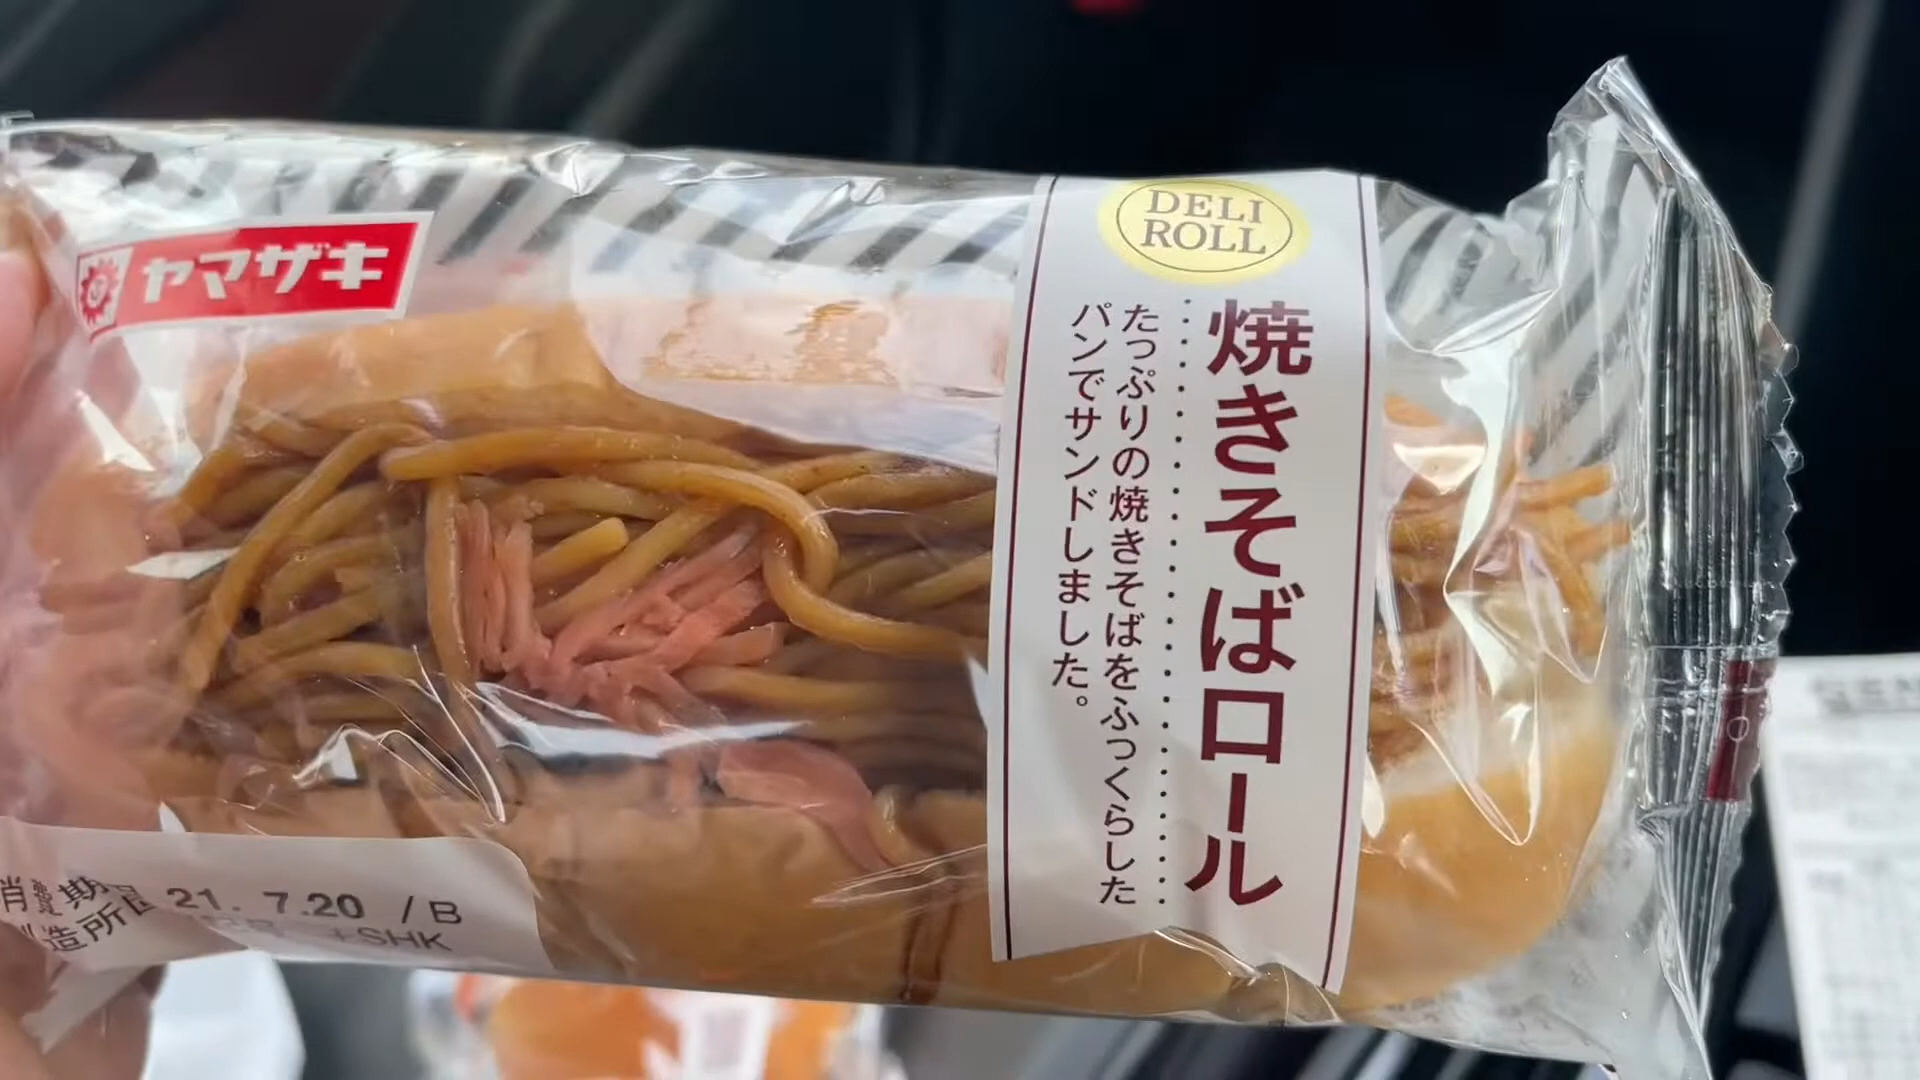 ヤマザキ
DELI
ROLL
焼きそばロール
たっぷりの焼きそばをふっくらした
パンでサンドしました。
消費期
21. 7.20 /B
造所
+SHK